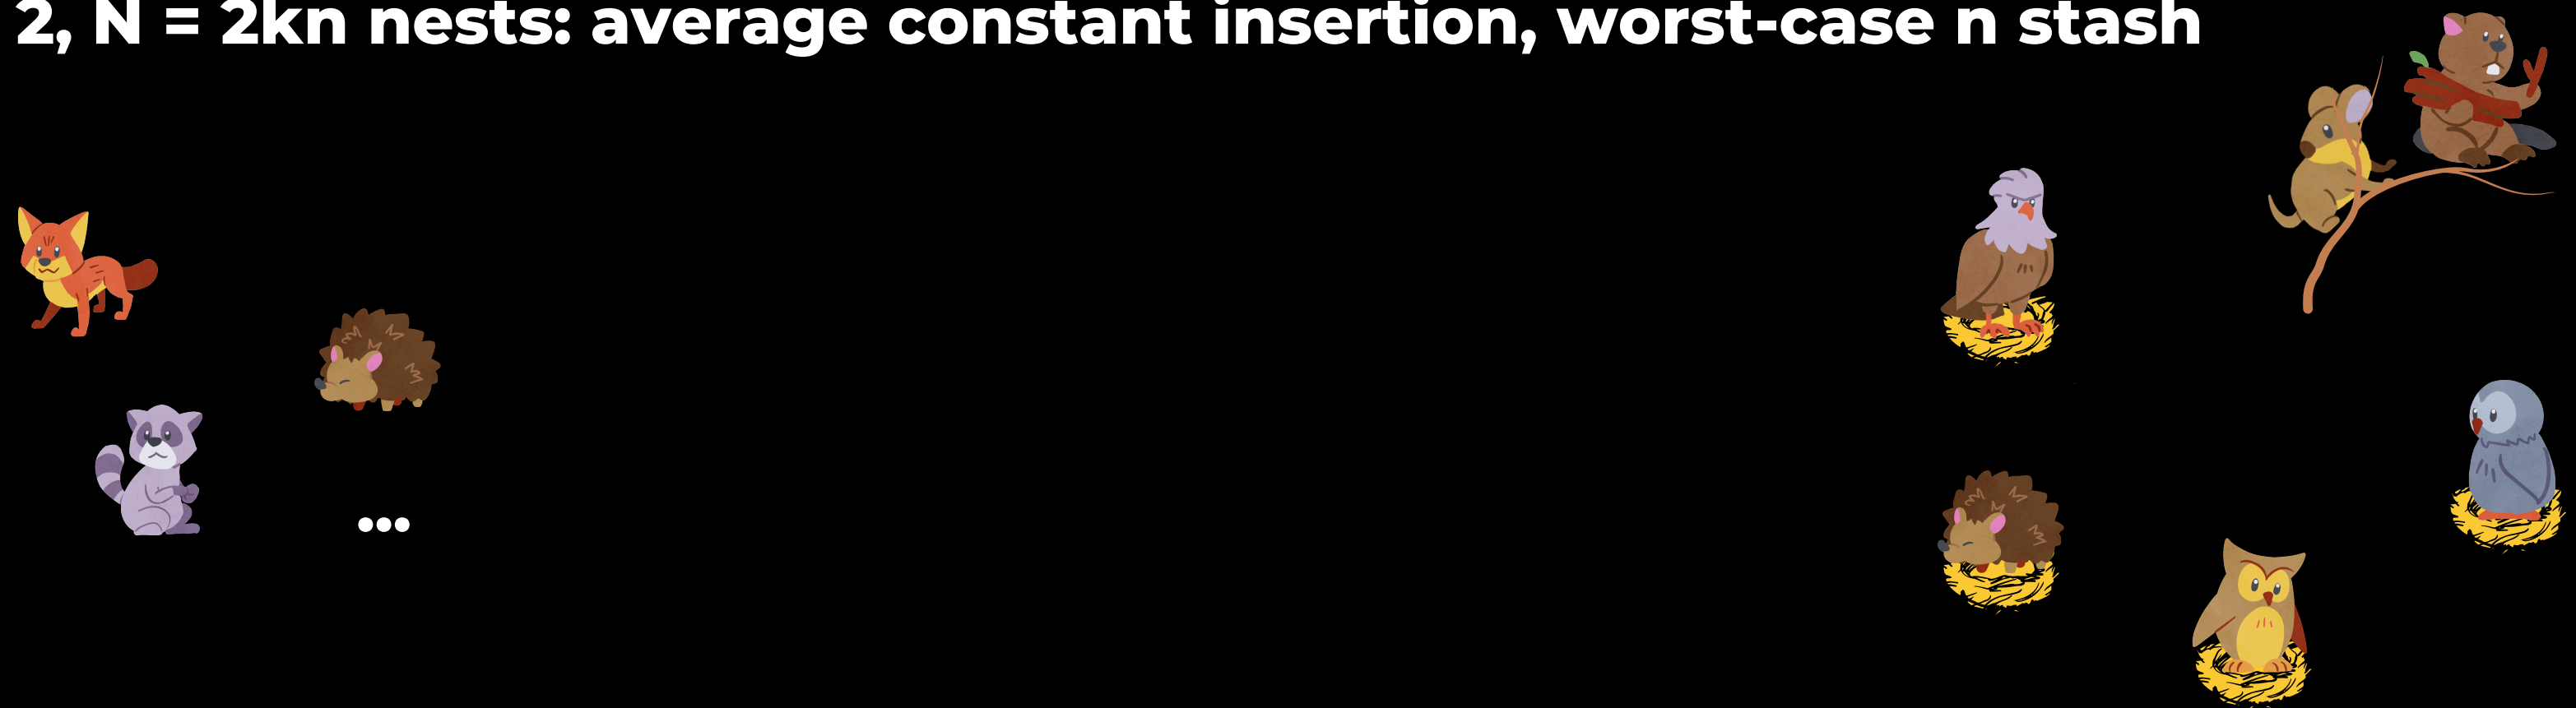 2, N = 2kn nests: average constant insertion, worst-case n stash
...